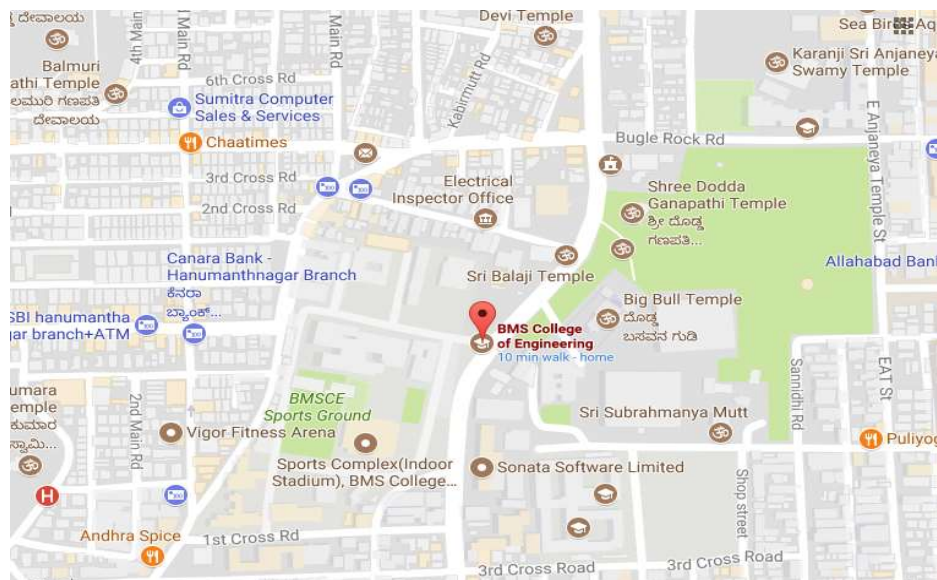 Devi Temple
Sea Bir
Aq
ದೇವಾಲಯ
4th Main
d Main Rd
Main Rd
Balmuri
athi Temple
ಲಮುರಿ ಗಣಪತಿ
ದೇವಾಲಯ
6th Cross Rd
Kabirmutt Rd
Karanji Sri Anjaneya
Swamy Temple
Sumitra Computer
Sales & Services
Chaatimes
Bugle Rock Rd
E Anjaneya Temple St
3rd Cross Rd
2nd Cross Rd
Electrical
Inspector Office
Shree Dodda
Ganapathi Temple
ಶ್ರೀ ದೊಡ್ಡ
ಗಣಪತಿ...
Canara Bank -
Hanumanthnagar Branch
ಕೆನರಾ
ಬ್ಯಾಂಕ್...
Sri Balaji Temple
Allahabad Bank
SBI hanumantha
ar branch+ATM
Big Bull Temple
ದೊಡ್ಡ
ಬಸವನ ಗುಡಿ
BMS College
of Engineering
10 min walk - home
umara
emple
ಕುಮಾರ
ಸ್ವಾಮಿ...
2nd Main Rd
BMSCE
Sports Ground
Vigor Fitness Arena
Sports Complex(Indoor
Stadium), BMS College...
Sri Subrahmanya Mutt
Sannidhi Rd
EAT St
Puliyog
Sonata Software Limited
Shop street
H
Andhra Spice
1st Cross Rd
3rd Cross Road
3rd Cross Road